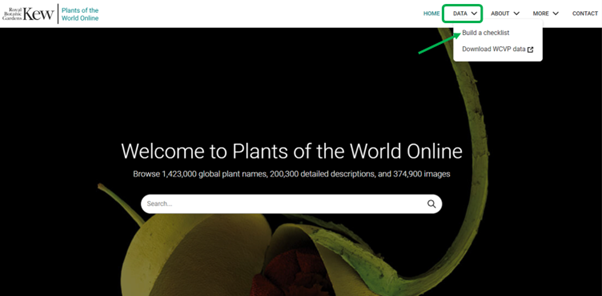 Royal
Botanic
Gardens
Kew
Plants of the
World Online
HOME
DATA
ABOUT
MORE
CONTACT
Build a checklist
Download WCVP data
Welcome to Plants of the World Online
Browse 1,423,000 global plant names, 200,300 detailed descriptions, and 374,900 images
Search...